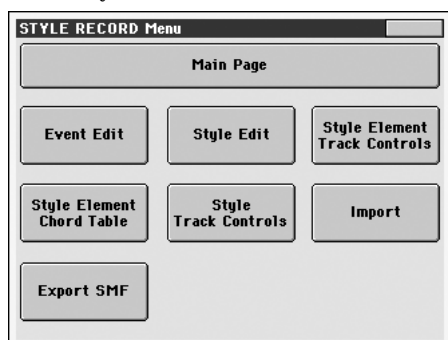 STYLE RECORD Menu
Main Page
Event Edit
Style Edit
Style Element
Track Controls
Style Element
Chord Table
Style
Track Controls
Import
Export SMF